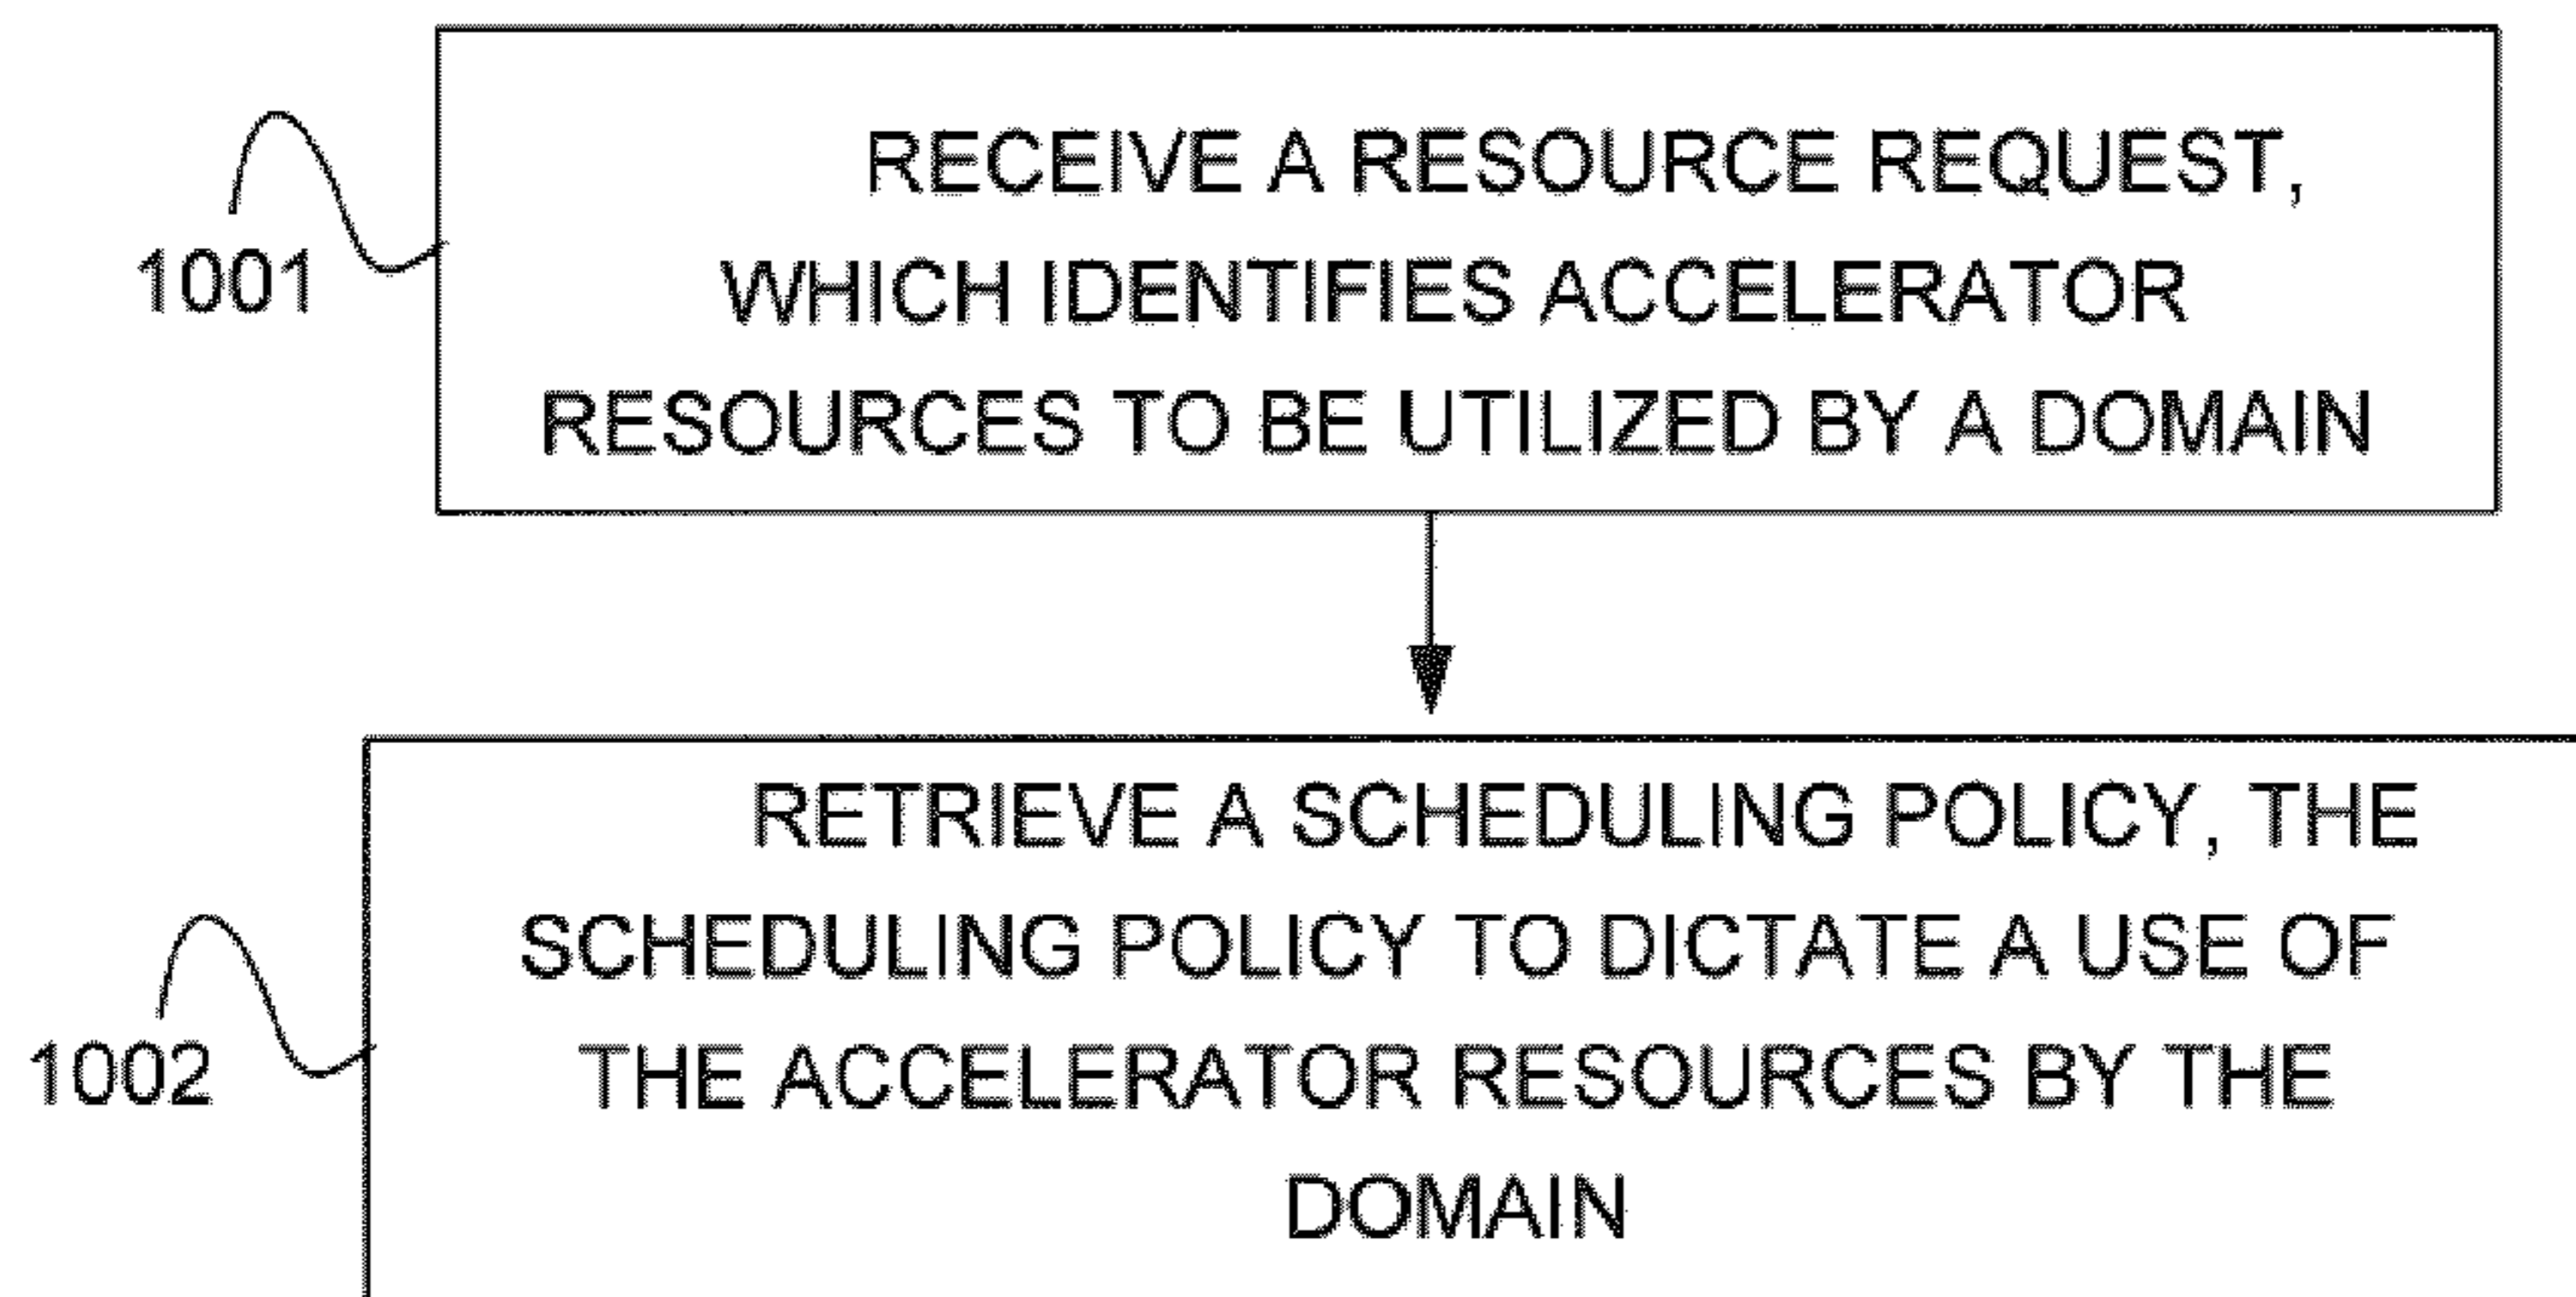 RECEIVE A RESOURCE REQUEST,
WHICH IDENTIFIES ACCELERATOR
RESOURCES TO BE UTILIZED BY A DOMAIN
1001
RETRIEVE A SCHEDULING POLICY, THE
SCHEDULING POLICY TO DICTATE A USE OF
THE ACCELERATOR RESOURCES BY THE
DOMAIN
1002